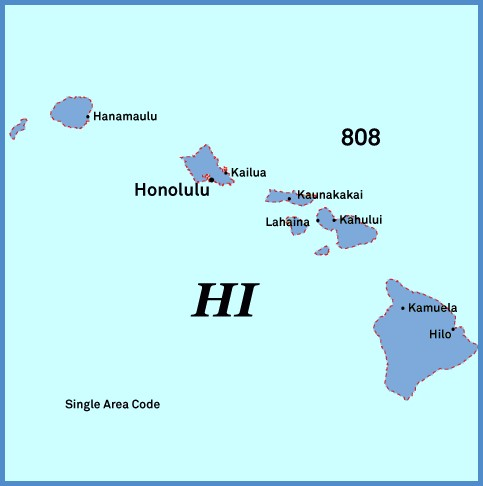 Hanamaulu
808
Kailua
Honolulu
Kaunakakai
Lahaina
Kahului
HI
Kamuela
Hilo
Single Area Code